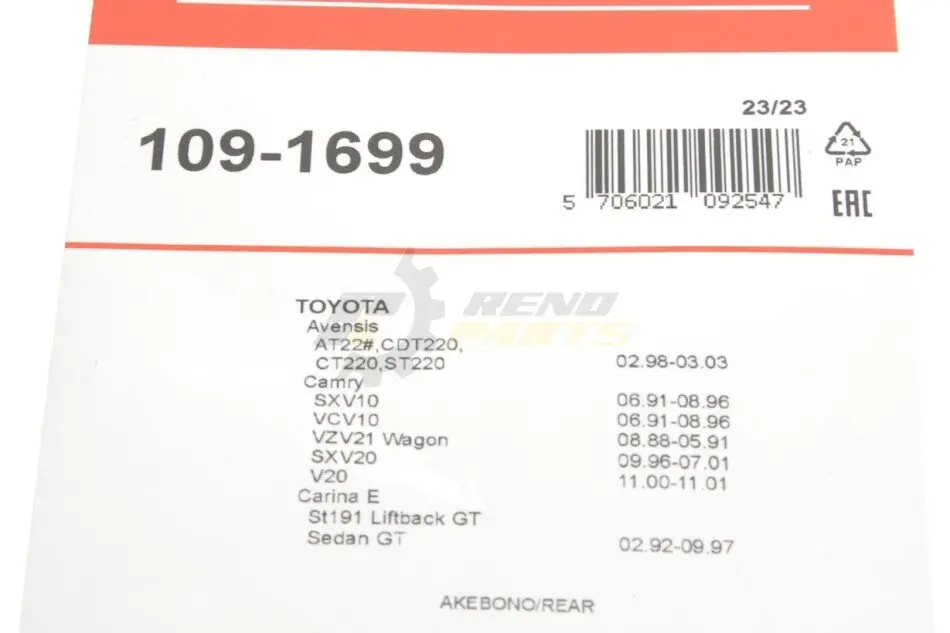 23/23
109-1699
21
PAP
5 706021 092547
EAC
RENO
PARTS
TOYOTA
Avensis
AT22#,CDT220,
CT220,ST220 02.98-03.03
Camry
SXV10 06.91-08.96
VCV10 06.91-08.96
VZV21 Wagon 08.88-05.91
SXV20 09.96-07.01
V20 11.00-11.01
Carina E
St191 Liftback GT
Sedan GT 02.92-09.97
AKEBONO/REAR